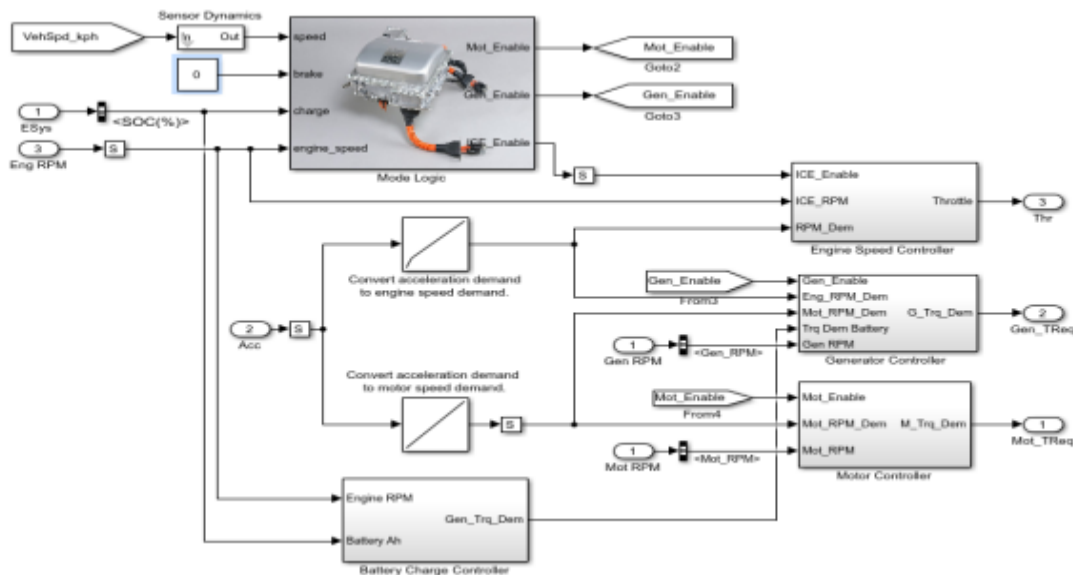 Sensor Dynamics
VehSpd_kph
In Out
speed
Mot_Enable
Mot_Enable
Goto2
0
brake
Gen_Enable
Gen_Enable
Goto3
1
ESys
<SOC(%)>
charge
3
Eng RPM
S
engine_speed
ICE_Enable
Mode Logic
S
ICE_Enable
ICE_RPM
RPM_Dem
Throttle
3
Thr
Engine Speed Controller
Convert acceleration demand
to engine speed demand.
Gen_Enable
From3
Gen_Enable
Eng_RPM_Dem
Mot_RPM_Dem
Trq Dem Battery
Gen RPM
G_Trq_Dem
2
Gen_TReq
Generator Controller
2
Acc
S
1
Gen RPM
<Gen_RPM>
Convert acceleration demand
to motor speed demand.
S
Mot_Enable
From4
Mot_Enable
Mot_RPM_Dem
Mot_RPM
M_Trq_Dem
1
Mot_TReq
Motor Controller
1
Mot RPM
<Mot_RPM>
Engine RPM
Battery Ah
Gen_Trq_Dem
Battery Charge Controller